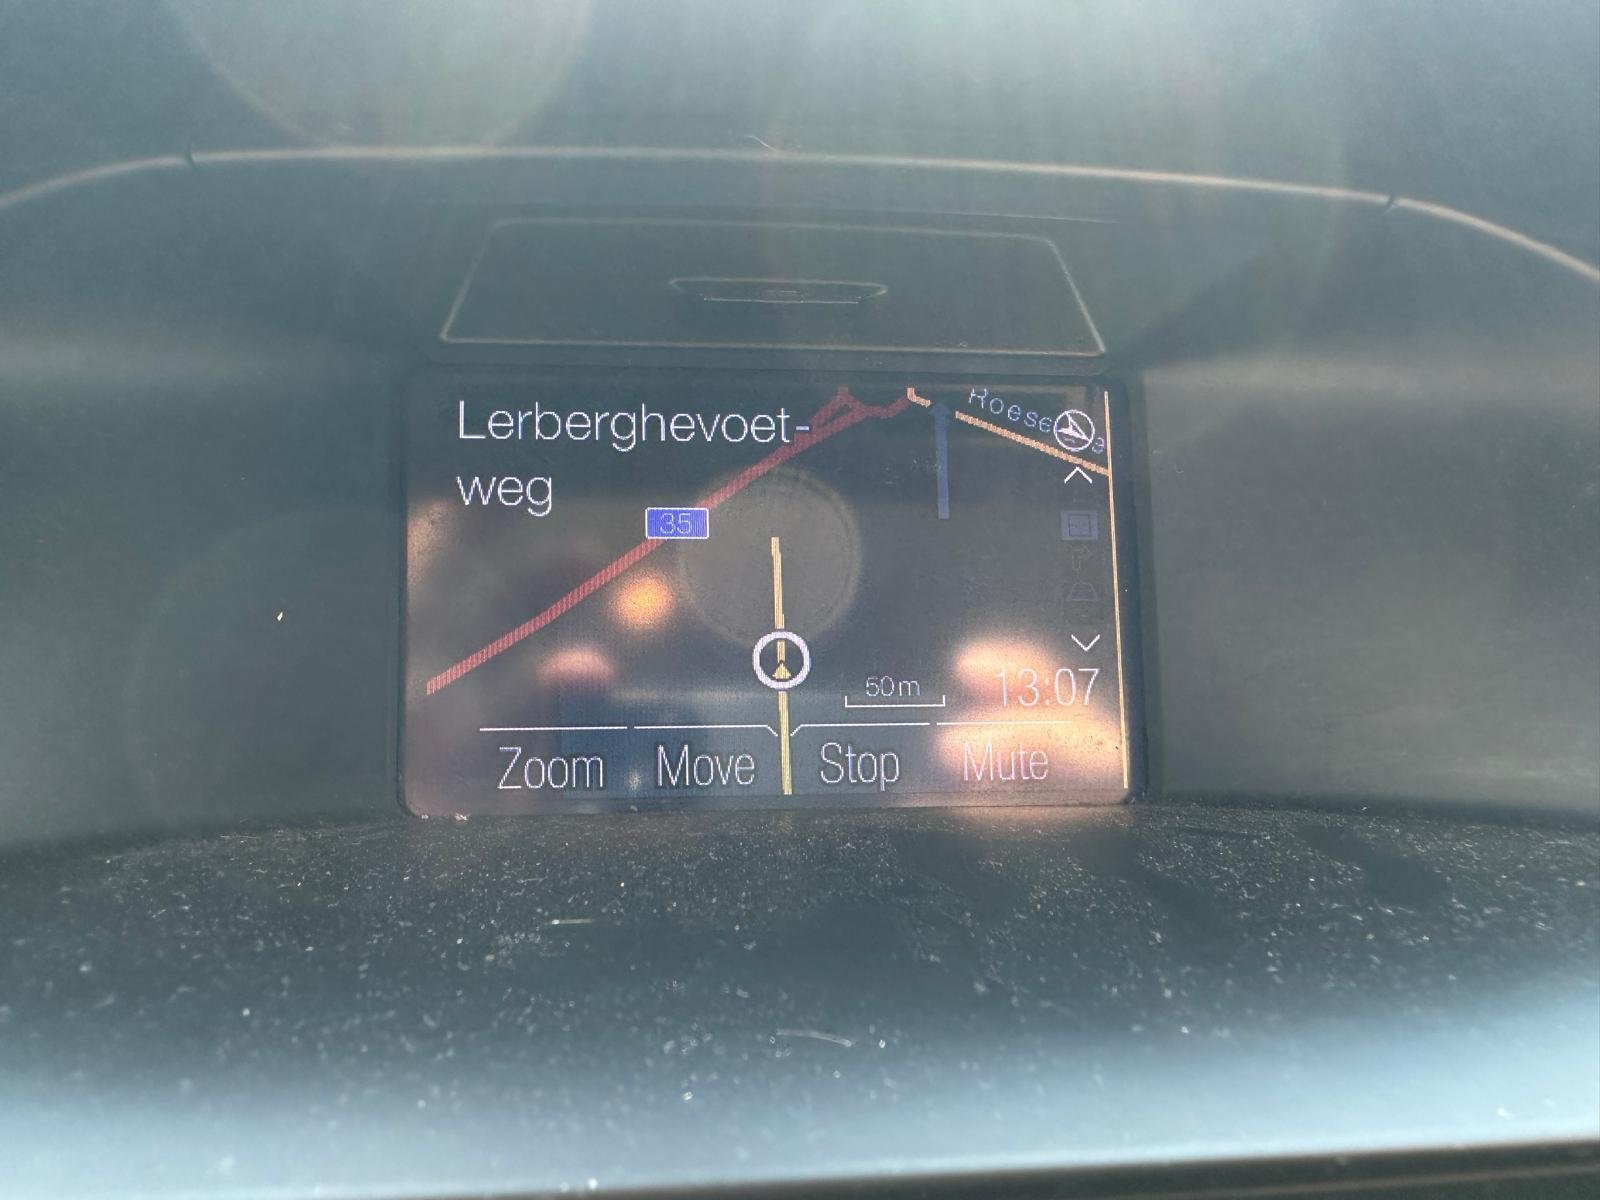 Lerberghevoet-
weg
35
50m
13:07
Zoom Move Stop Mute